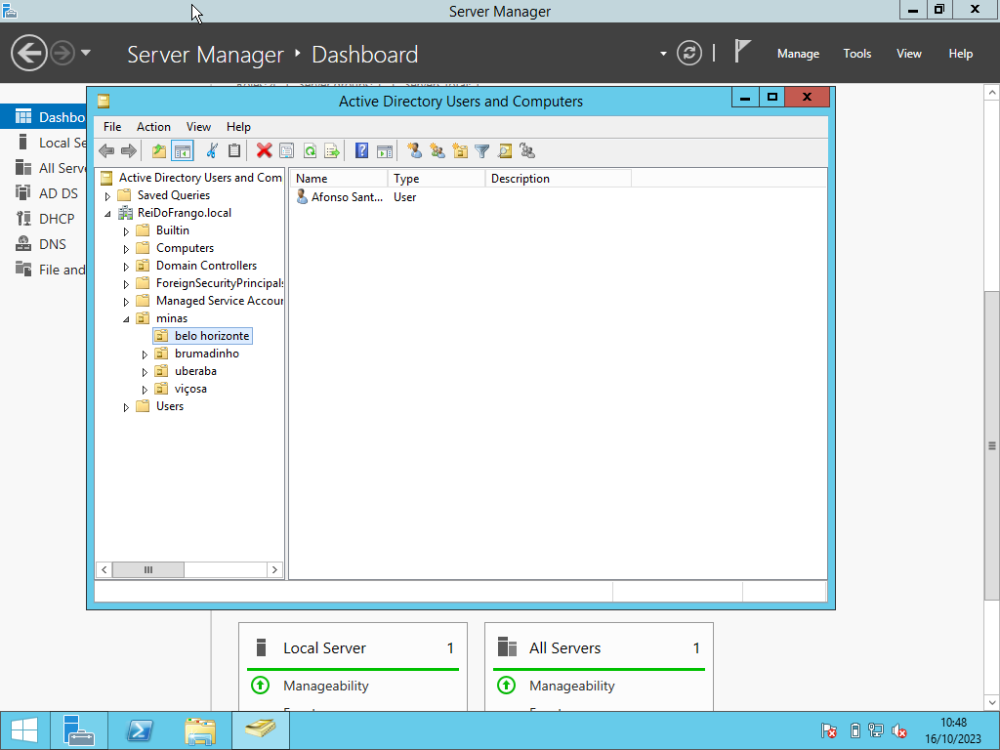 Server Manager
Server Manager
Dashboard
Manage
Tools
View
Help
Dashbo
Local Se
All Serve
AD DS
DHCP
DNS
File and
Active Directory Users and Computers
File
Action
View
Help
Active Directory Users and Com
Saved Queries
ReiDoFrango.local
Builtin
Computers
Domain Controllers
ForeignSecurityPrincipals
Managed Service Accour
minas
belo horizonte
brumadinho
uberaba
viçosa
Users
Name
Type
Description
Afonso Sant...
User
Local Server
1
Manageability
All Servers
1
Manageability
10:48
16/10/2023